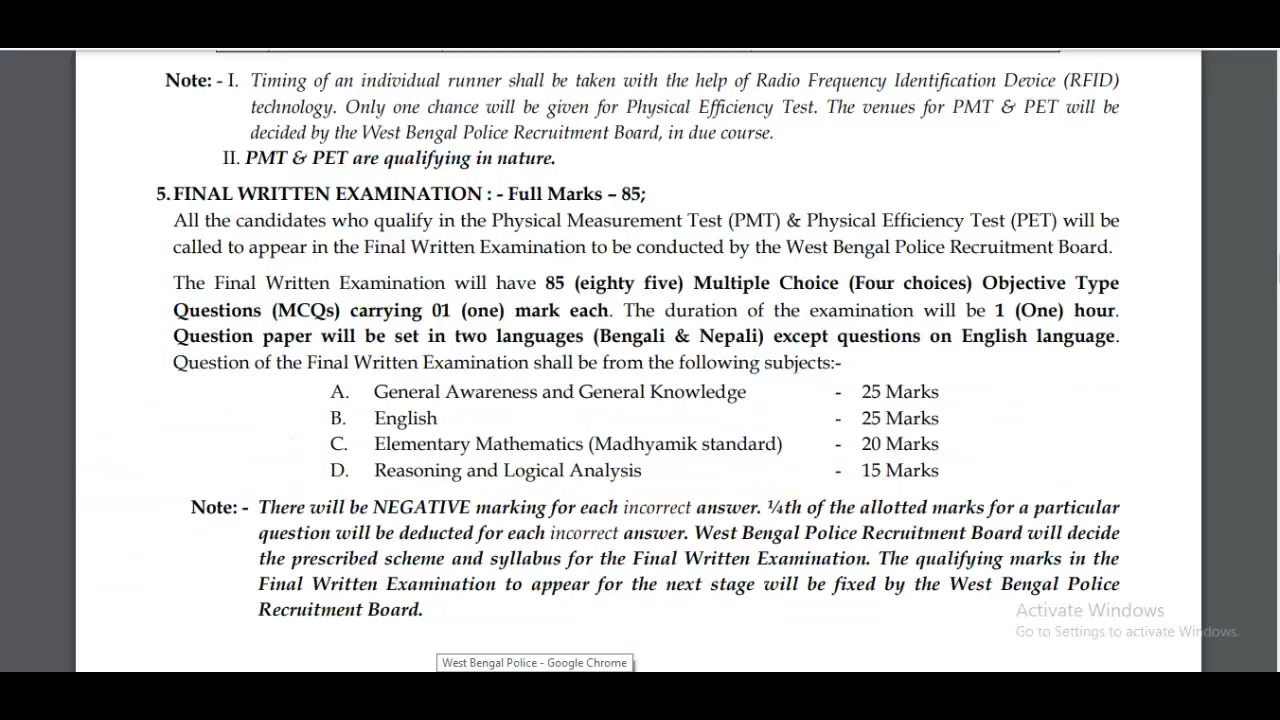 Note: - I. Timing of an individual runner shall be taken with the help of Radio Frequency Identification Device (RFID)
technology. Only one chance will be given for Physical Efficiency Test. The venues for PMT & PET will be
decided by the West Bengal Police Recruitment Board, in due course.
II. PMT & PET are qualifying in nature.
5. FINAL WRITTEN EXAMINATION : - Full Marks – 85;
All the candidates who qualify in the Physical Measurement Test (PMT) & Physical Efficiency Test (PET) will be
called to appear in the Final Written Examination to be conducted by the West Bengal Police Recruitment Board.
The Final Written Examination will have 85 (eighty five) Multiple Choice (Four choices) Objective Type
Questions (MCQs) carrying 01 (one) mark each. The duration of the examination will be 1 (One) hour.
Question paper will be set in two languages (Bengali & Nepali) except questions on English language.
Question of the Final Written Examination shall be from the following subjects:-
A. General Awareness and General Knowledge - 25 Marks
B. English - 25 Marks
C. Elementary Mathematics (Madhyamik standard) - 20 Marks
D. Reasoning and Logical Analysis - 15 Marks
Note: - There will be NEGATIVE marking for each incorrect answer. ¼th of the allotted marks for a particular
question will be deducted for each incorrect answer. West Bengal Police Recruitment Board will decide
the prescribed scheme and syllabus for the Final Written Examination. The qualifying marks in the
Final Written Examination to appear for the next stage will be fixed by the West Bengal Police
Recruitment Board.
Activate Windows
Go to Settings to activate Windows.
West Bengal Police - Google Chrome